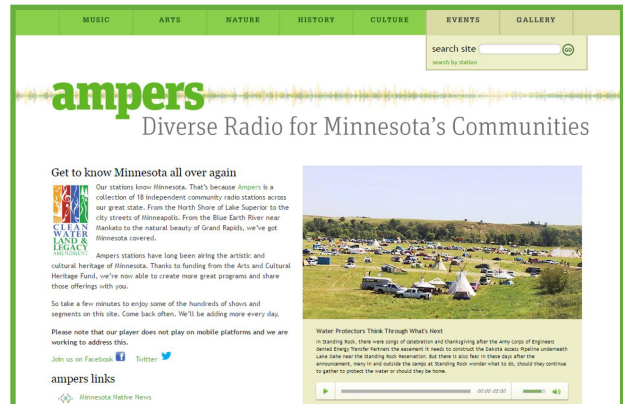 MUSIC ARTS NATURE HISTORY CULTURE EVENTS GALLERY
search site GO
search by station
ampers
Diverse Radio for Minnesota's Communities
Get to know Minnesota all over again
CLEAN
WATER
LAND &
LEGACY
AMENDMENT
Our stations know Minnesota. That's because Ampers is a
collection of 18 independent community radio stations across
our great state. From the North Shore of Lake Superior to the
city streets of Minneapolis. From the Blue Earth River near
Mankato to the natural beauty of Grand Rapids, we've got
Minnesota covered.
Ampers stations have long been airing the artistic and
cultural heritage of Minnesota. Thanks to funding from the Arts and Cultural
Heritage Fund, we're now able to create more great programs and share
those offerings with you.
So take a few minutes to enjoy some of the hundreds of shows and
segments on this site. Come back often. We'll be adding more every day.
Please note that our player does not play on mobile platforms and we are
working to address this.
Join us on Facebook Twitter
ampers links
Minnesota Native News
Water Protectors Think Through What's Next
In Standing Rock, there were songs of celebration and thanksgiving after the Army Corps of Engineers
denied Energy Transfer Partners the easement it needs to construct the Dakota Access Pipeline underneath
Lake Oahe near the Standing Rock Reservation. But there is also fear in these days after the
announcement, many in and outside the camps at Standing Rock wonder what to do, should they continue
to gather to protect the water or should they be home.
00:00 05:00